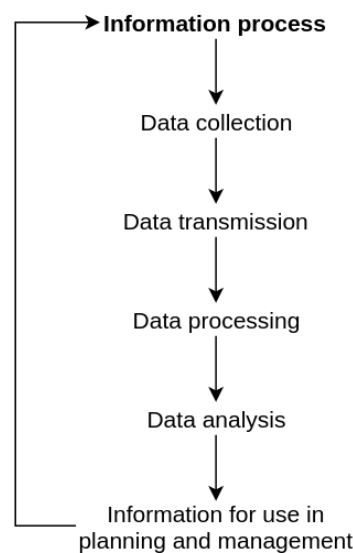 Information process
Data collection
Data transmission
Data processing
Data analysis
Information for use in
planning and management